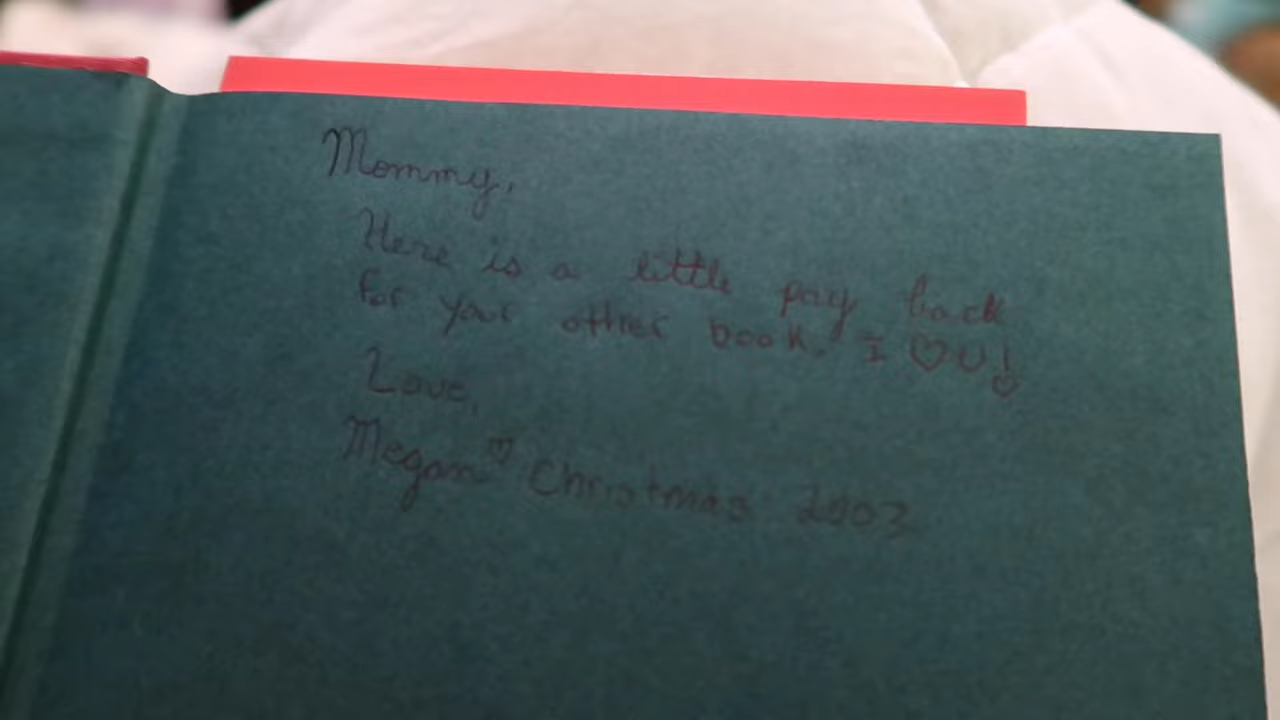 Mommy,
Here is a little pay back
for your other book. I ♡ U!
Love,
Megan ♡ Christmas 2003